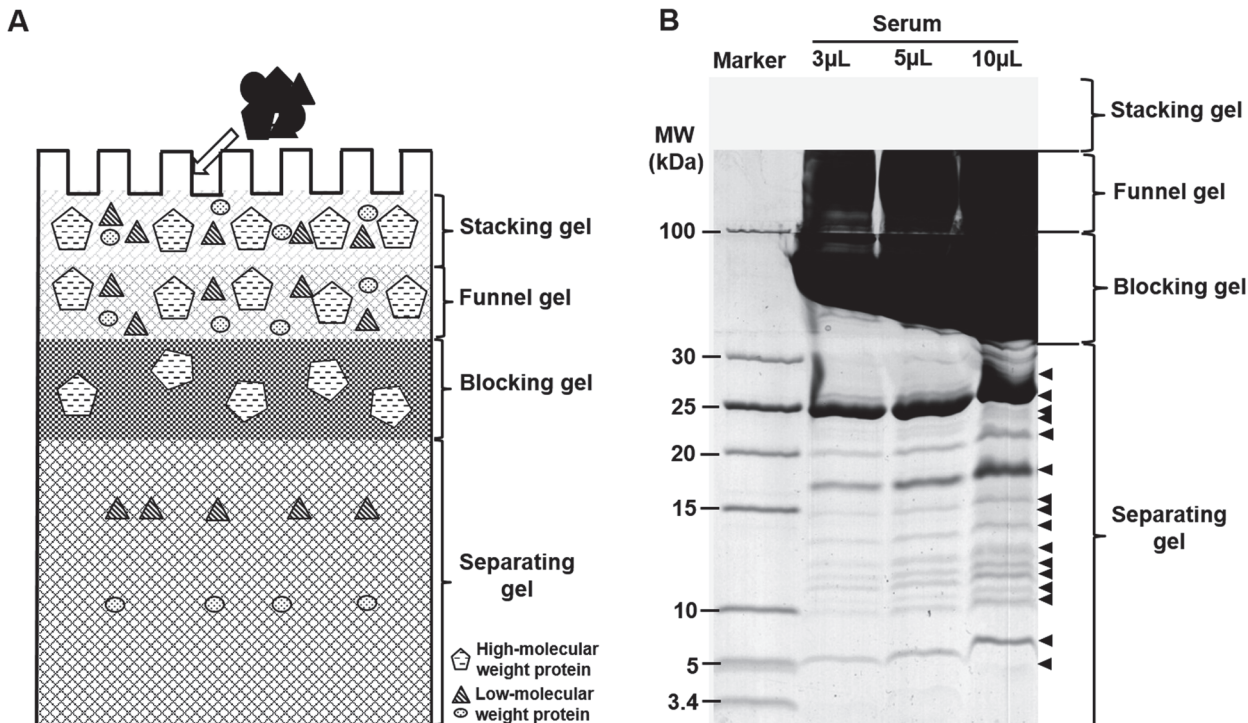 A
Stacking gel
Funnel gel
Blocking gel
Separating
gel
High-molecular
weight protein
Low-molecular
weight protein
B
Serum
Marker 3µL 5µL 10µL
MW
(kDa)
100
30
25
20
15
10
5
3.4
Stacking gel
Funnel gel
Blocking gel
Separating
gel